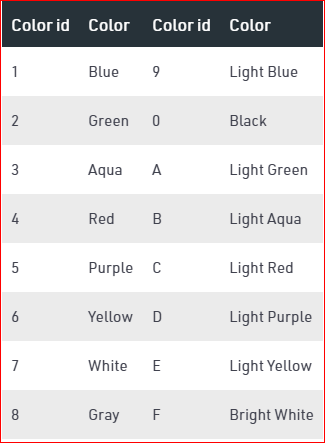 Color id Color Color id Color
1 Blue 9 Light Blue
2 Green 0 Black
3 Aqua A Light Green
4 Red B Light Aqua
5 Purple C Light Red
6 Yellow D Light Purple
7 White E Light Yellow
8 Gray F Bright White